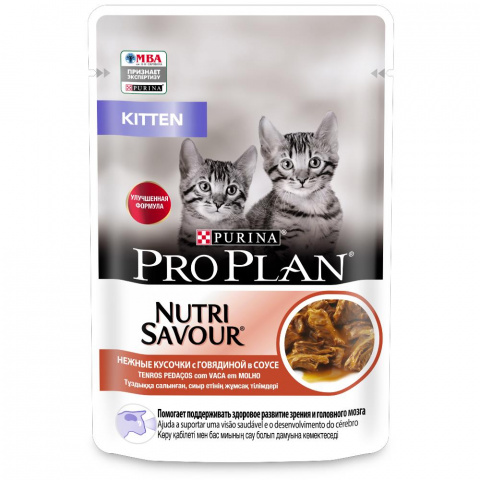 МВА
ПРИЗНАЕТ
ЭКСПЕРТИЗУ
PURINA
KITTEN
УЛУЧШЕННАЯ
ФОРМУЛА
PURINA®
PRO PLAN®
NUTRI
SAVOUR®
НЕЖНЫЕ КУСОЧКИ с ГОВЯДИНОЙ в СОУСЕ
TENROS PEDAÇOS com VACA em MOLHO
Тұздыққа салынған, сиыр етінің жұмсақ тілімдері
Помогает поддерживать здоровое развитие зрения и головного мозга
Ajuda a suportar uma visão saudável e o desenvolvimento do cérebro
Көру қабілеті мен бас миының сау болып дамуына көмектеседі